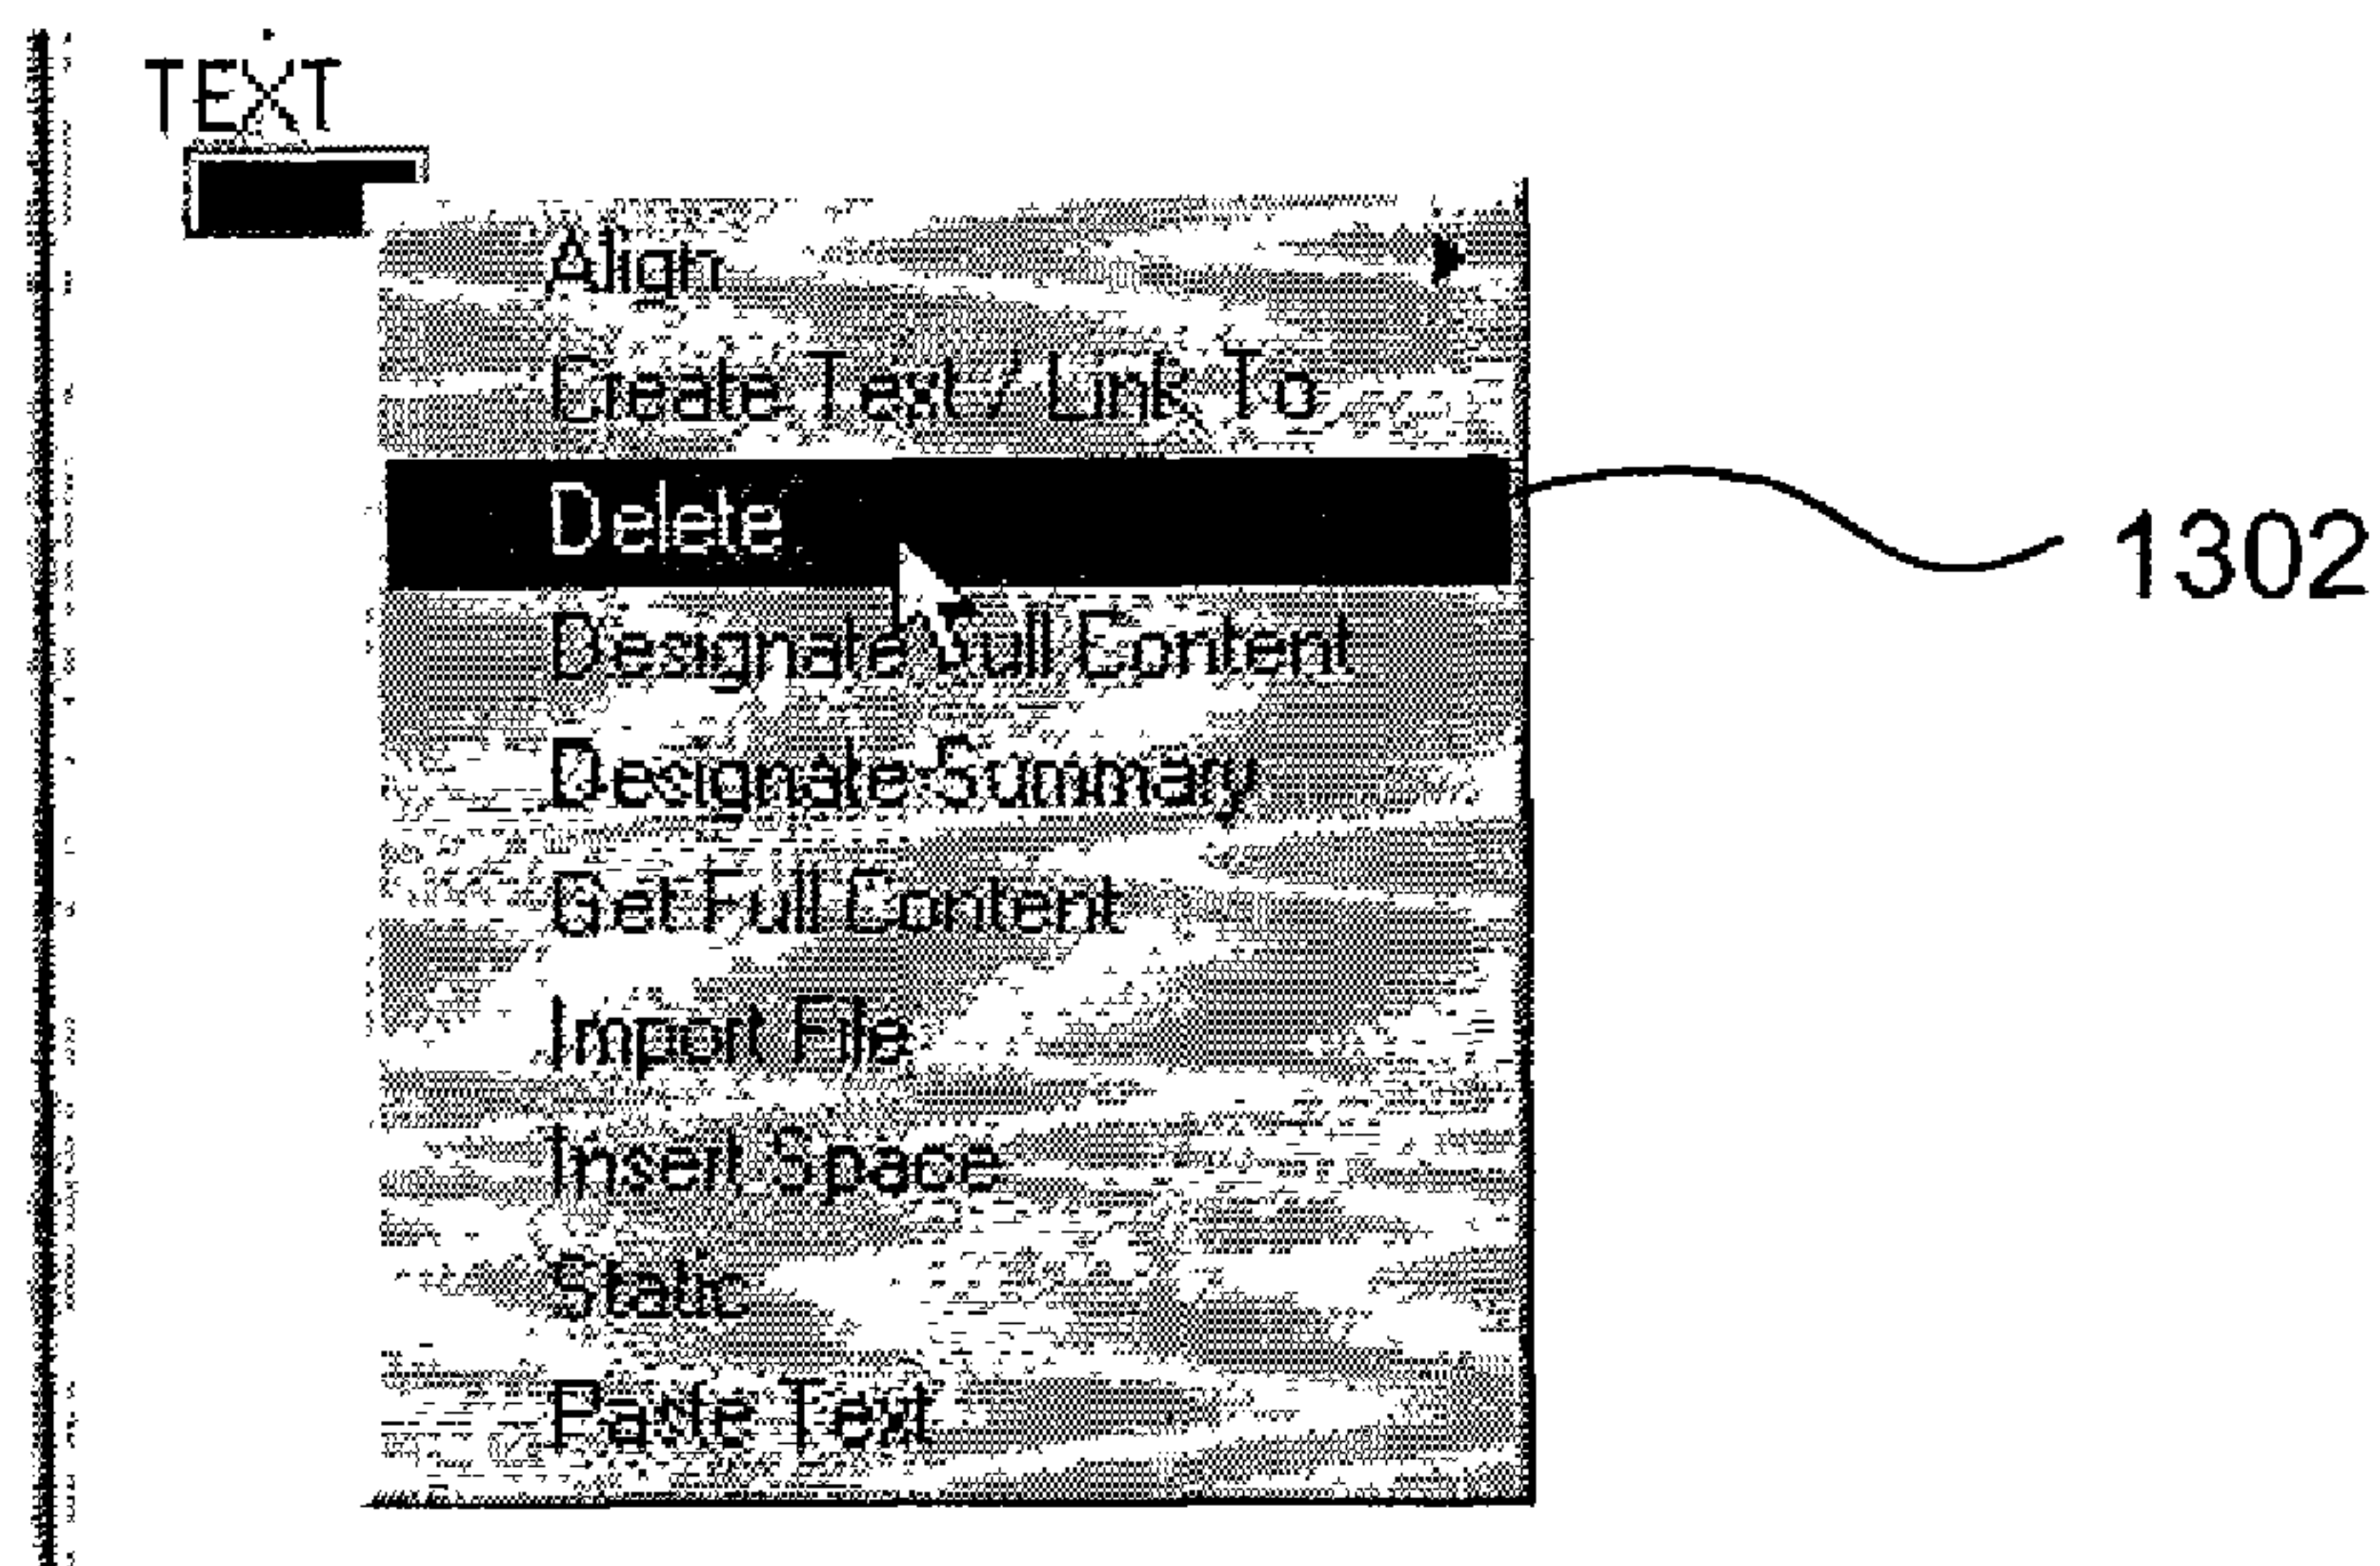 TEXT
Align
Create Text / Link To
Delete
1302
Designate Full Content
Designate Summary
Get Full Content
Import File
Insert Space
Static
Paste Text